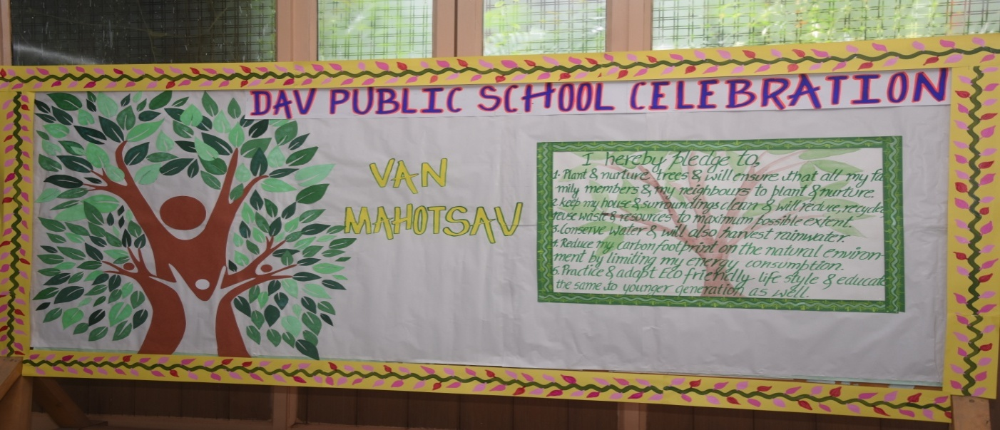 DAV PUBLIC SCHOOL CELEBRATION
VAN
MAHOTSAV
I hereby pledge to,
1. Plant & nurture trees & will ensure that all my fa
mily members & my neighbours to plant & nurture.
2. keep my house & surroundings clean & will reduce, recycle
reuse waste & resources to maximum possible extent.
3. Conserve water & will also harvest rainwater.
4. Reduce my carbon footprint on the natural environ-
ment by limiting my energy consumption.
5. Practice & adapt Eco friendly life style & educate
the same to younger generation as well.